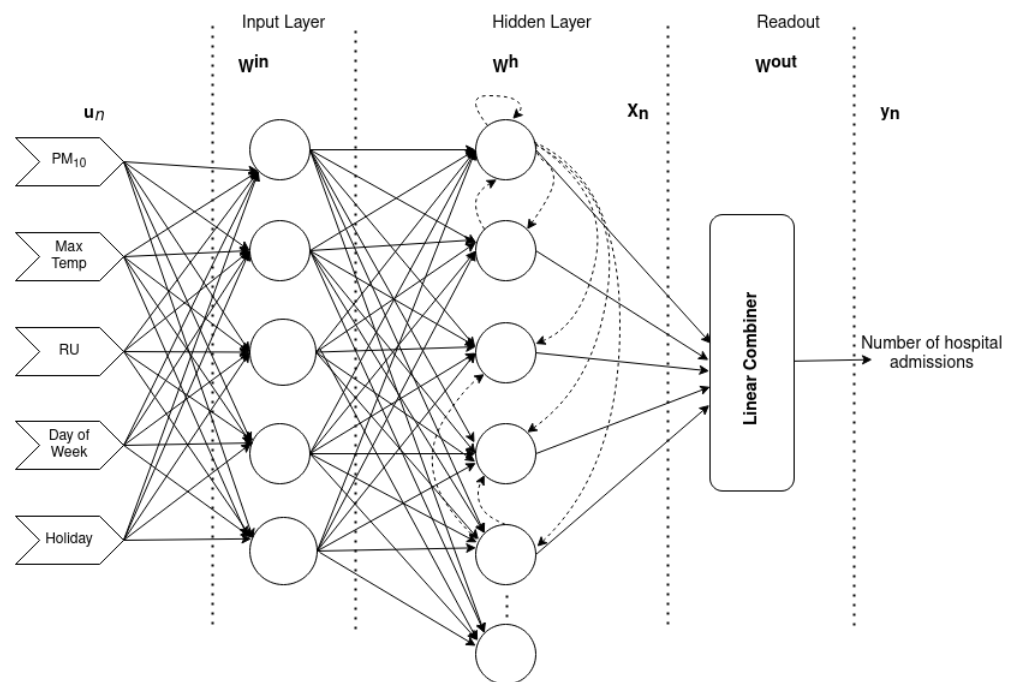 Input Layer
Hidden Layer
Readout
Wⁱⁿ
Wʰ
Wᵒᵘᵗ
uₙ
Xₙ
yₙ
PM₁₀
Max
Temp
RU
Day of
Week
Holiday
Linear Combiner
Number of hospital
admissions